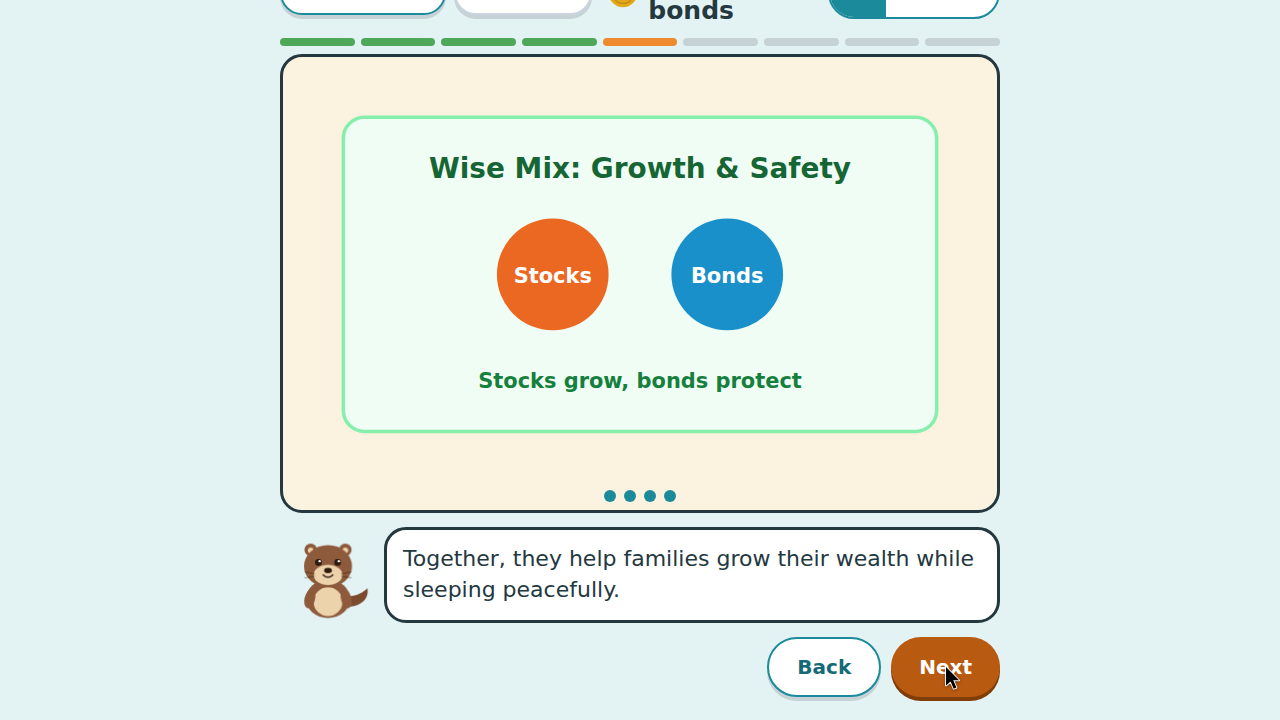 bonds
Wise Mix: Growth & Safety
Stocks
Bonds
Stocks grow, bonds protect
Together, they help families grow their wealth while
sleeping peacefully.
Back
Next